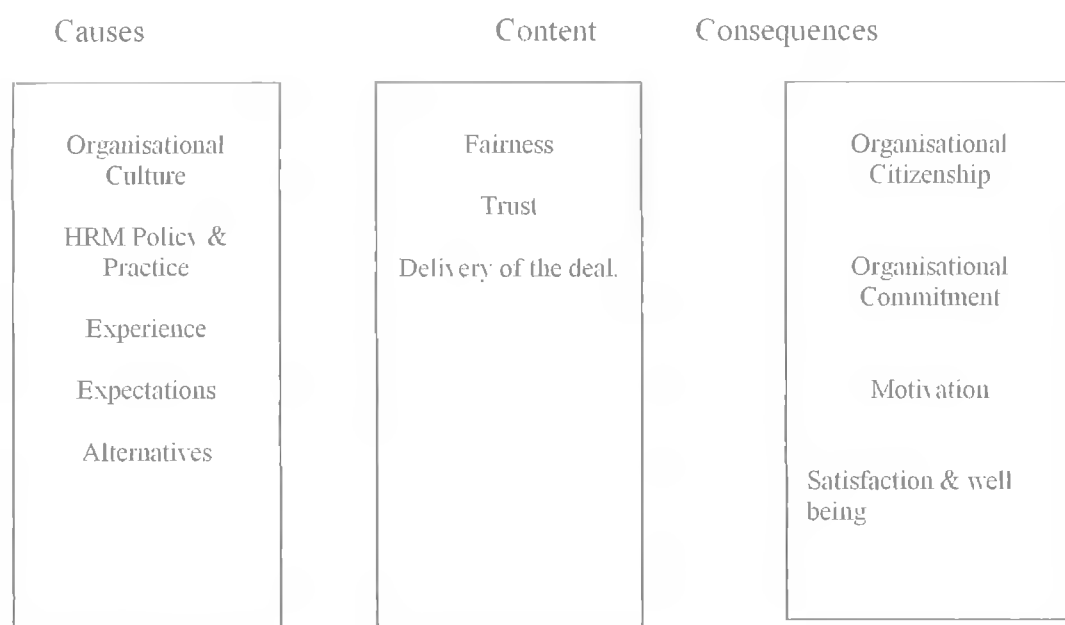 Causes
Content
Consequences
Organisational
Culture
HRM Policy &
Practice
Experience
Expectations
Alternatives
Fairness
Trust
Delivery of the deal.
Organisational
Citizenship
Organisational
Commitment
Motivation
Satisfaction & well
being